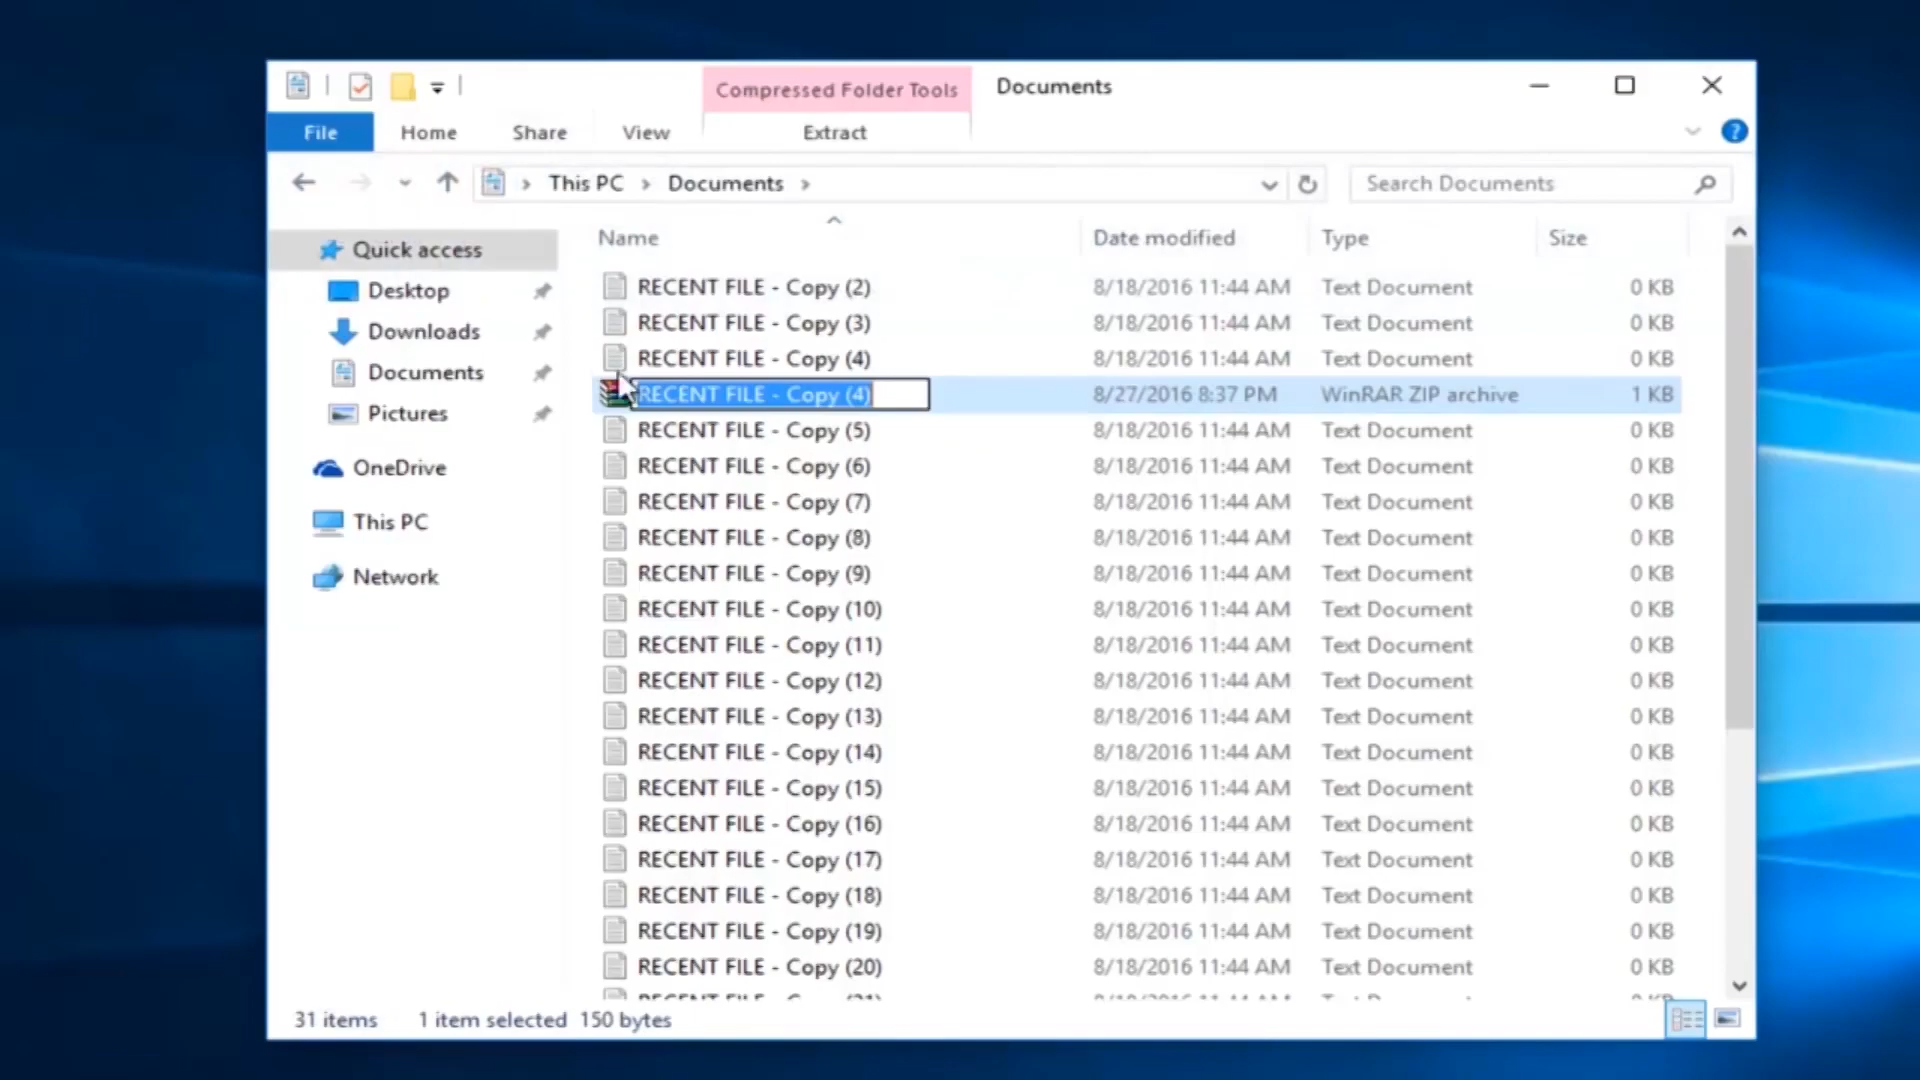 Compressed Folder Tools Documents
File Home Share View Extract
This PC Documents Search Documents
Name Date modified Type Size
Quick access
Desktop
Downloads
Documents
Pictures
OneDrive
This PC
Network
RECENT FILE - Copy (2) 8/18/2016 11:44 AM Text Document 0 KB
RECENT FILE - Copy (3) 8/18/2016 11:44 AM Text Document 0 KB
RECENT FILE - Copy (4) 8/18/2016 11:44 AM Text Document 0 KB
RECENT FILE - Copy (4) 8/27/2016 8:37 PM WinRAR ZIP archive 1 KB
RECENT FILE - Copy (5) 8/18/2016 11:44 AM Text Document 0 KB
RECENT FILE - Copy (6) 8/18/2016 11:44 AM Text Document 0 KB
RECENT FILE - Copy (7) 8/18/2016 11:44 AM Text Document 0 KB
RECENT FILE - Copy (8) 8/18/2016 11:44 AM Text Document 0 KB
RECENT FILE - Copy (9) 8/18/2016 11:44 AM Text Document 0 KB
RECENT FILE - Copy (10) 8/18/2016 11:44 AM Text Document 0 KB
RECENT FILE - Copy (11) 8/18/2016 11:44 AM Text Document 0 KB
RECENT FILE - Copy (12) 8/18/2016 11:44 AM Text Document 0 KB
RECENT FILE - Copy (13) 8/18/2016 11:44 AM Text Document 0 KB
RECENT FILE - Copy (14) 8/18/2016 11:44 AM Text Document 0 KB
RECENT FILE - Copy (15) 8/18/2016 11:44 AM Text Document 0 KB
RECENT FILE - Copy (16) 8/18/2016 11:44 AM Text Document 0 KB
RECENT FILE - Copy (17) 8/18/2016 11:44 AM Text Document 0 KB
RECENT FILE - Copy (18) 8/18/2016 11:44 AM Text Document 0 KB
RECENT FILE - Copy (19) 8/18/2016 11:44 AM Text Document 0 KB
RECENT FILE - Copy (20) 8/18/2016 11:44 AM Text Document 0 KB
31 items 1 item selected 150 bytes